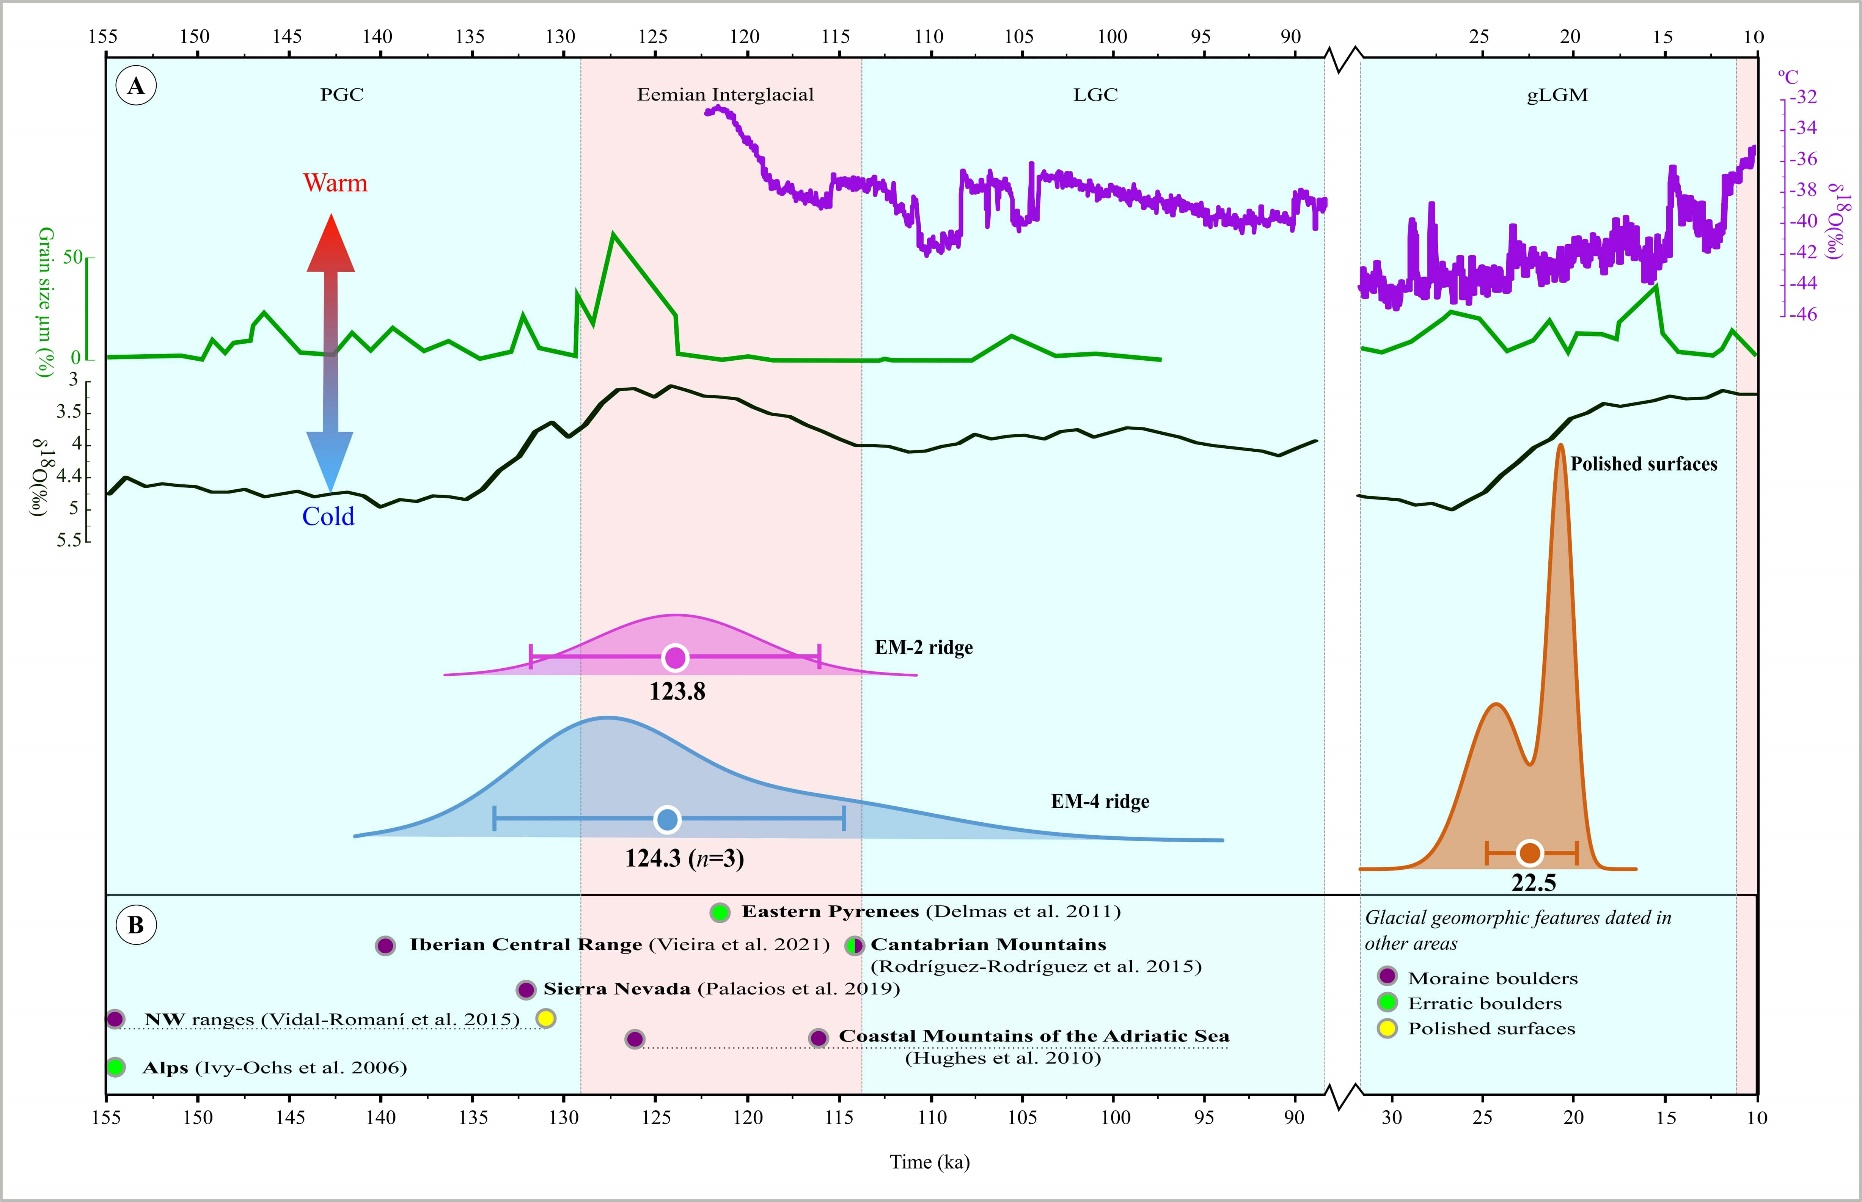 155 150 145 140 135 130 125 120 115 110 105 100 95 90 25 20 15 10
A
PGC
Eemian Interglacial
LGC
gLGM
ºC
-32
-34
-36
-38
-40
-42
-44
-46
δ18O(‰)
Warm
Cold
Grain size µm (%)
50
0
3
3.5
4
4.4
5
5.5
δ18O(‰)
Polished surfaces
EM-2 ridge
123.8
EM-4 ridge
124.3 (n=3)
22.5
B
Eastern Pyrenees (Delmas et al. 2011)
Iberian Central Range (Vieira et al. 2021)
Cantabrian Mountains
(Rodríguez-Rodríguez et al. 2015)
Sierra Nevada (Palacios et al. 2019)
NW ranges (Vidal-Romaní et al. 2015)
Coastal Mountains of the Adriatic Sea
(Hughes et al. 2010)
Alps (Ivy-Ochs et al. 2006)
Glacial geomorphic features dated in
other areas
Moraine boulders
Erratic boulders
Polished surfaces
155 150 145 140 135 130 125 120 115 110 105 100 95 90 30 25 20 15 10
Time (ka)